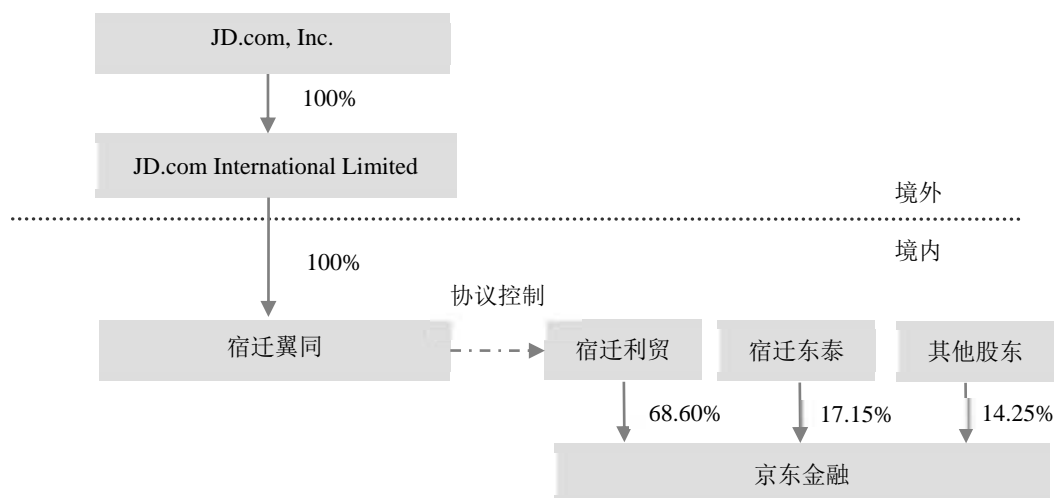 JD.com, Inc.
100%
JD.com International Limited
境外
境内
100%
协议控制
宿迁翼同
宿迁利贸
宿迁东泰
其他股东
68.60%
17.15%
14.25%
京东金融